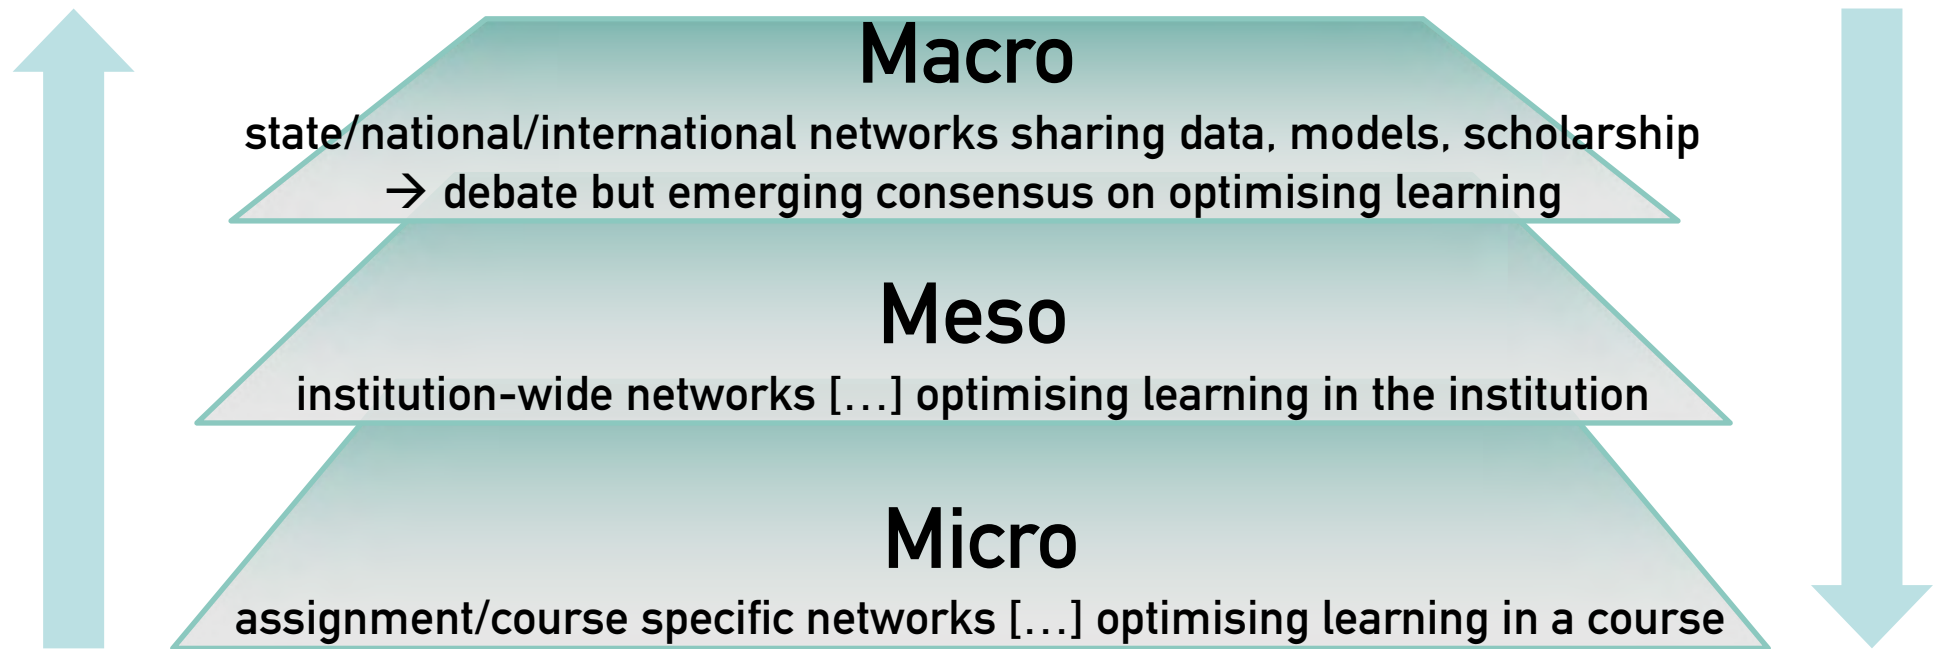 Macro
state/national/international networks sharing data, models, scholarship
→ debate but emerging consensus on optimising learning
Meso
institution-wide networks […] optimising learning in the institution
Micro
assignment/course specific networks […] optimising learning in a course